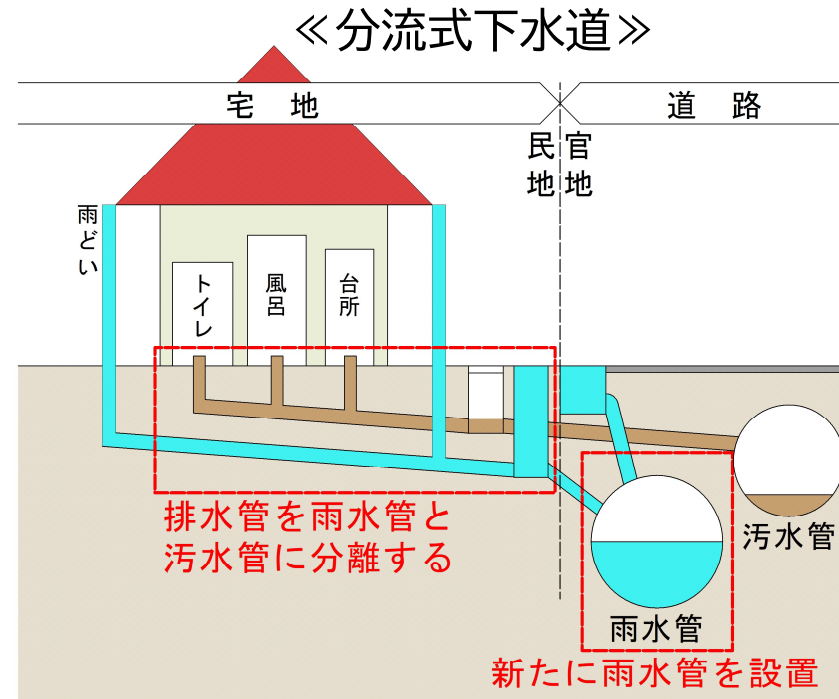 ≪分流式下水道≫
宅 地
道 路
民地
官地
雨どい
トイレ
風呂
台所
排水管を雨水管と
汚水管に分離する
汚水管
雨水管
新たに雨水管を設置